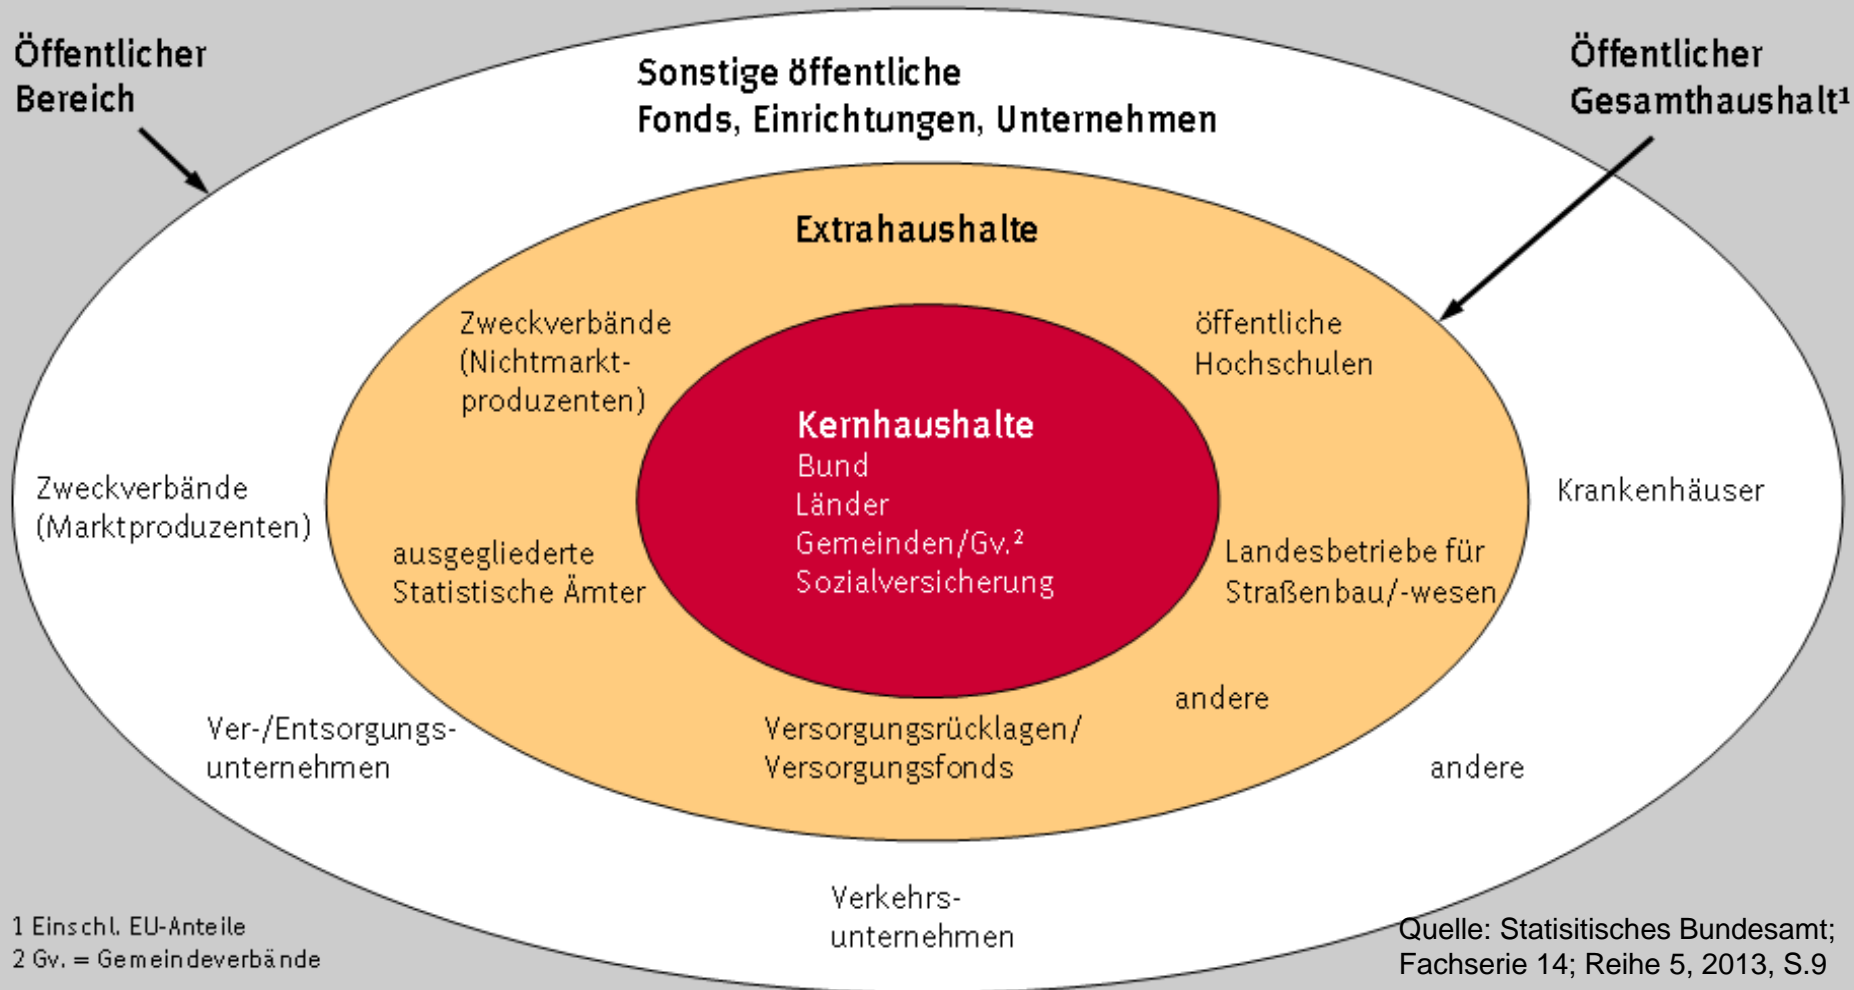 Öffentlicher
Bereich
Sonstige öffentliche
Fonds, Einrichtungen, Unternehmen
Öffentlicher
Gesamthaushalt¹
Extrahaushalte
Zweckverbände
(Nichtmarkt-
produzenten)
öffentliche
Hochschulen
Kernhaushalte
Bund
Länder
Gemeinden/Gv.²
Sozialversicherung
Zweckverbände
(Marktproduzenten)
Krankenhäuser
ausgegliederte
Statistische Ämter
Landesbetriebe für
Straßenbau/-wesen
andere
Ver-/Entsorgungs-
unternehmen
Versorgungsrücklagen/
Versorgungsfonds
andere
Verkehrs-
unternehmen
1 Einschl. EU-Anteile
2 Gv. = Gemeindeverbände
Quelle: Statisitisches Bundesamt;
Fachserie 14; Reihe 5, 2013, S.9